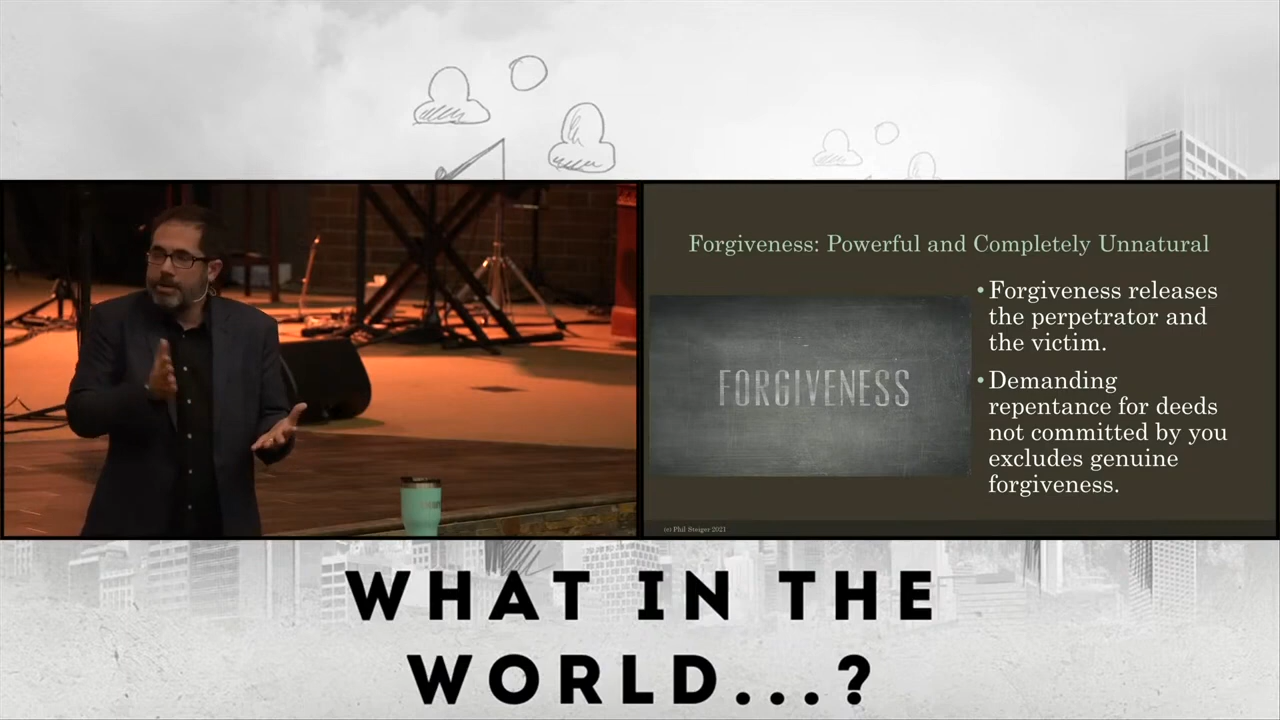 Forgiveness: Powerful and Completely Unnatural
FORGIVENESS
• Forgiveness releases
the perpetrator and
the victim.
• Demanding
repentance for deeds
not committed by you
excludes genuine
forgiveness.
(c) Phil Steiger 2021
WHAT IN THE
WORLD...?